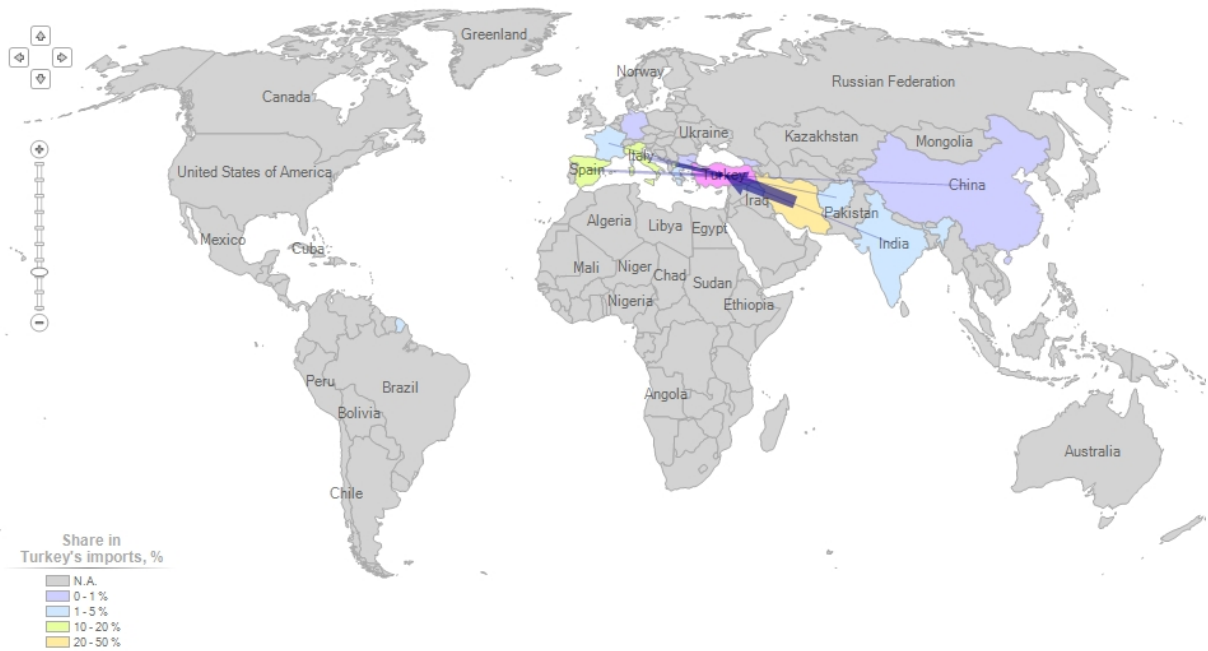 Greenland
Norway
Russian Federation
Canada
Ukraine
Kazakhstan
Mongolia
Italy
United States of America
Spain
Turkey
China
Iraq
Pakistan
Algeria
Libya
Egypt
India
Mexico
Cuba
Mali
Niger
Chad
Sudan
Nigeria
Ethiopia
Peru
Brazil
Angola
Bolivia
Australia
Chile
Share in
Turkey's imports, %
N.A.
0 - 1 %
1 - 5 %
10 - 20 %
20 - 50 %